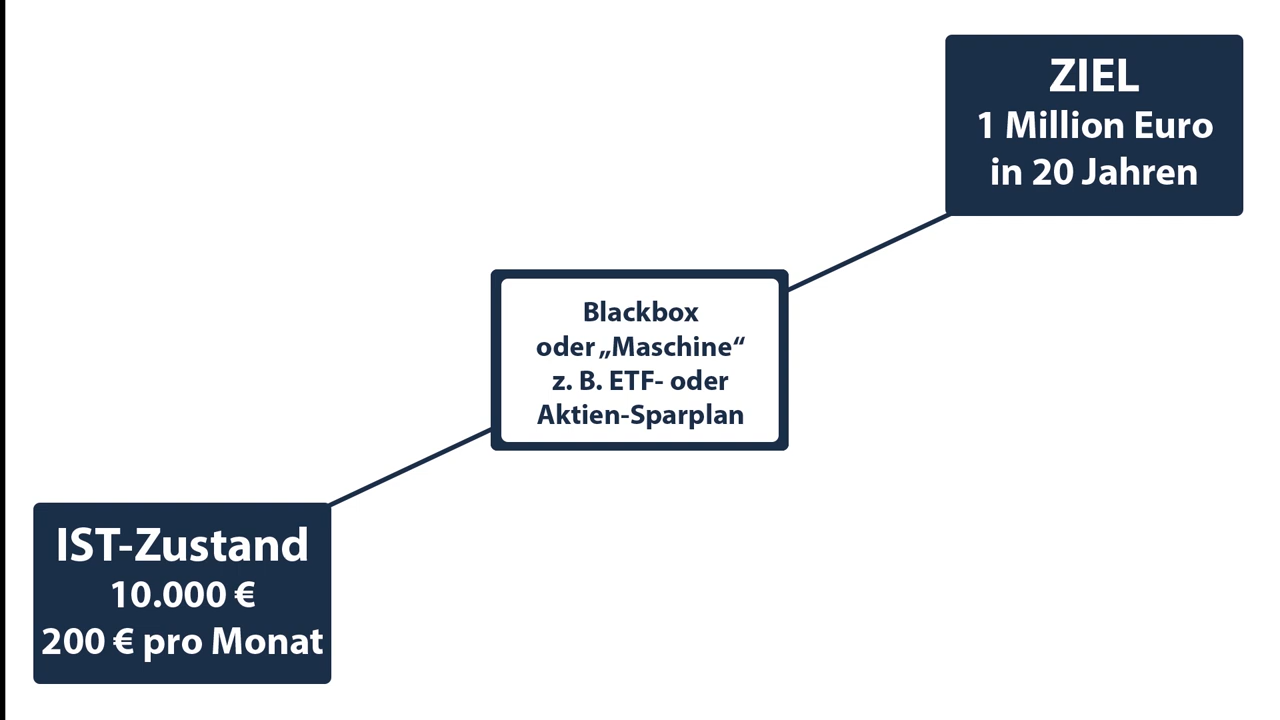 ZIEL
1 Million Euro
in 20 Jahren
Blackbox
oder „Maschine“
z. B. ETF- oder
Aktien-Sparplan
IST-Zustand
10.000 €
200 € pro Monat